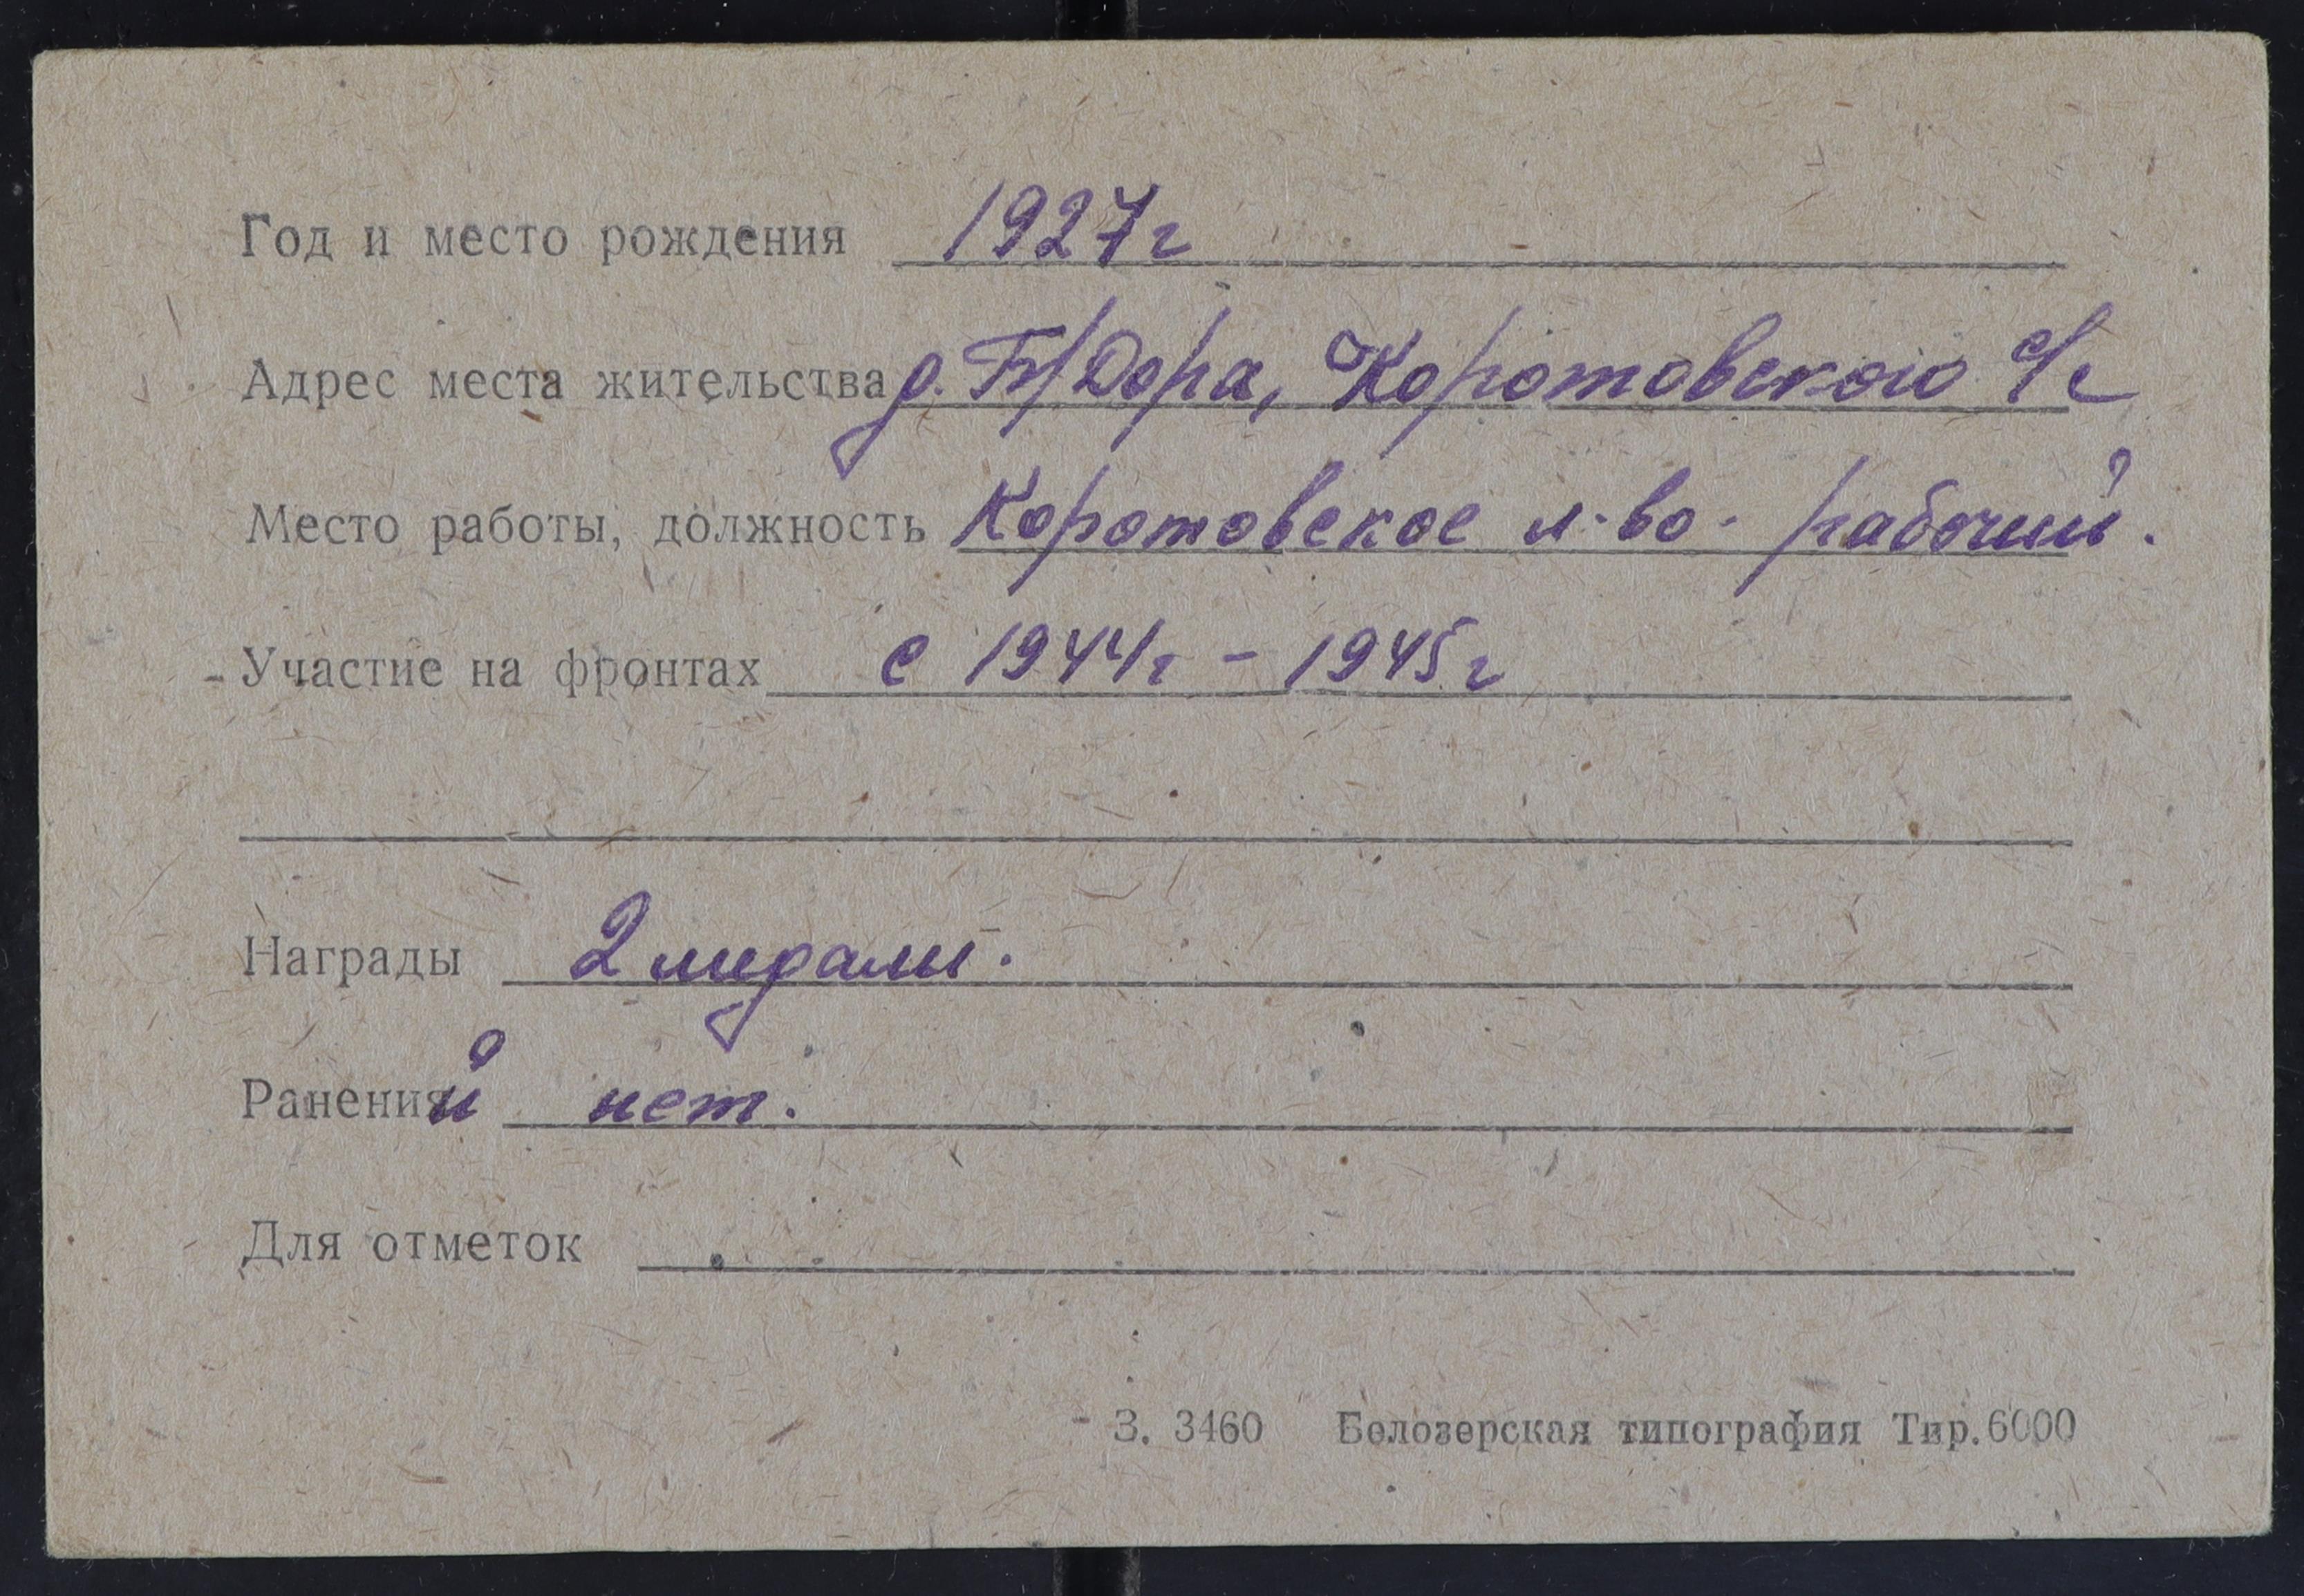 Год и место рождения 1927г
Адрес места жительства д. Б/Дора, Коротовского с/с
Место работы, должность Коротовское л-во - рабочий.
Участие на фронтах с 1944г - 1945г
Награды 2 медали.
Ранения й нет.
Для отметок
З. 3460 Белозерская типография Тир. 6000